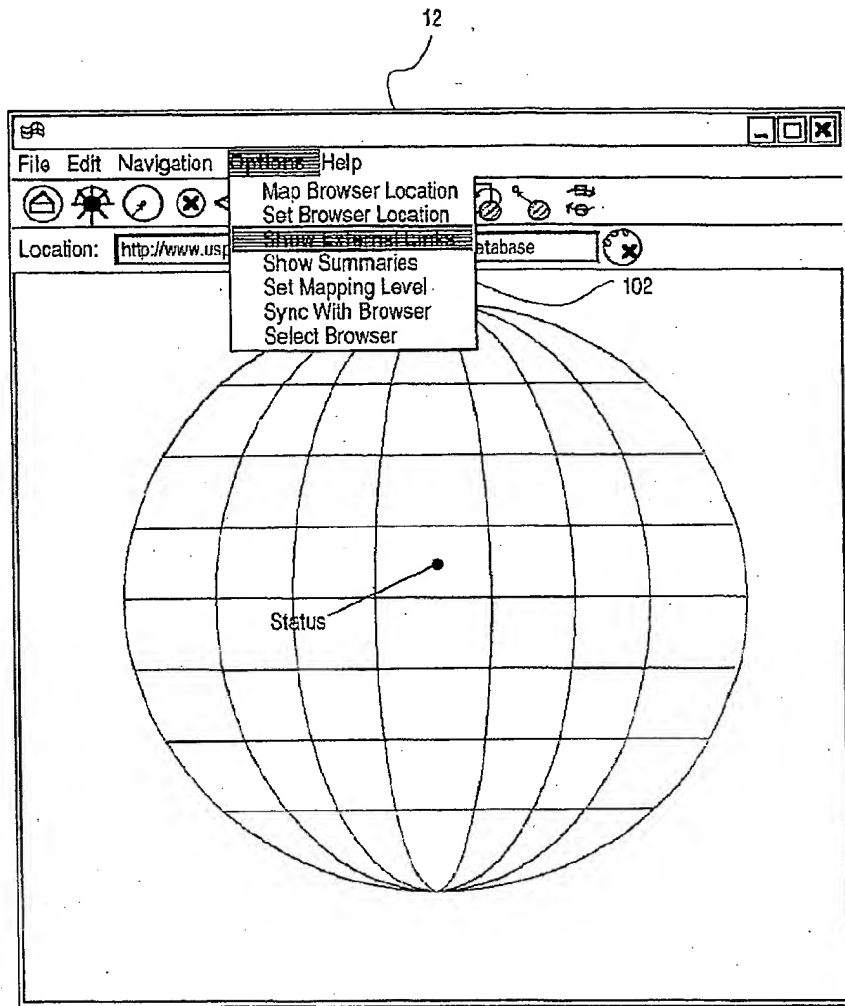 12
File Edit Navigation Options Help
Map Browser Location
Set Browser Location
Show External Links
Location: http://www.usp atabase
Show Summaries
Set Mapping Level
102
Sync With Browser
Select Browser
Status